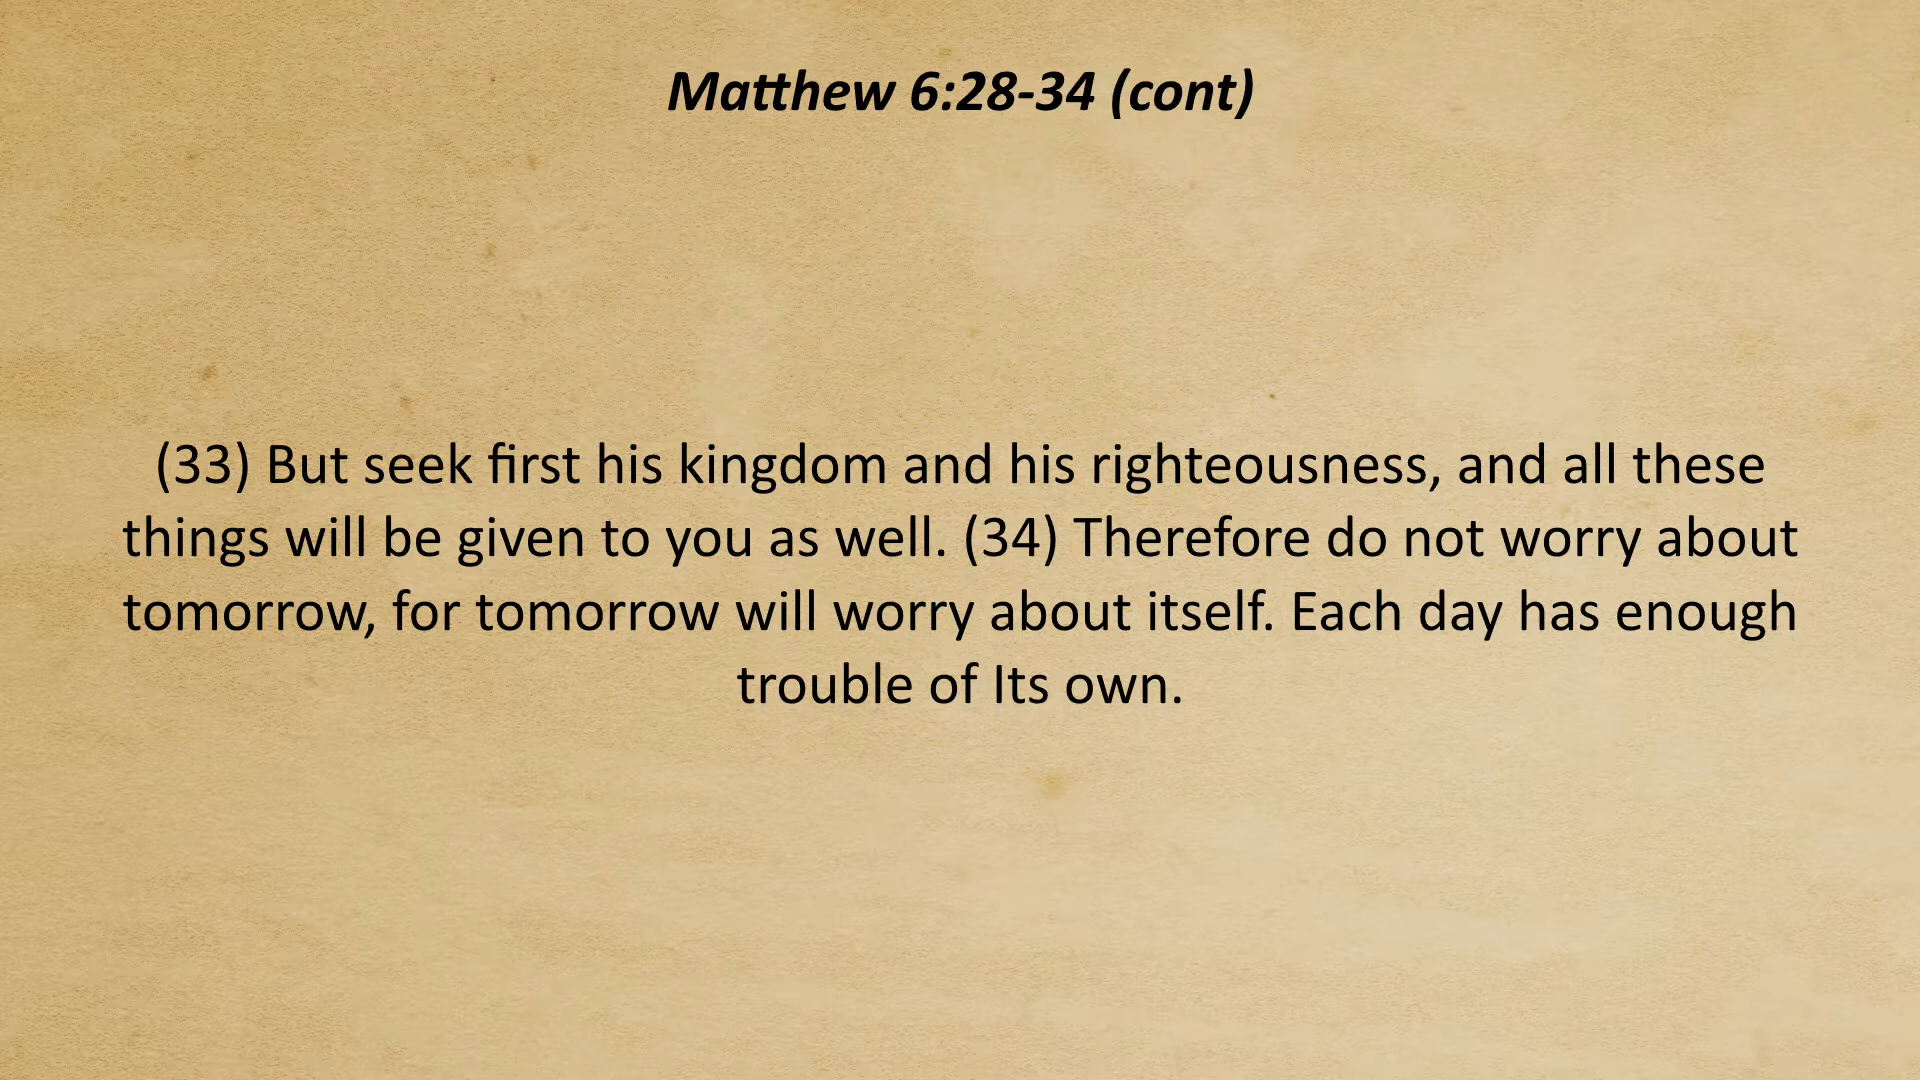 Matthew 6:28-34 (cont)
(33) But seek first his kingdom and his righteousness, and all these
things will be given to you as well. (34) Therefore do not worry about
tomorrow, for tomorrow will worry about itself. Each day has enough
trouble of Its own.